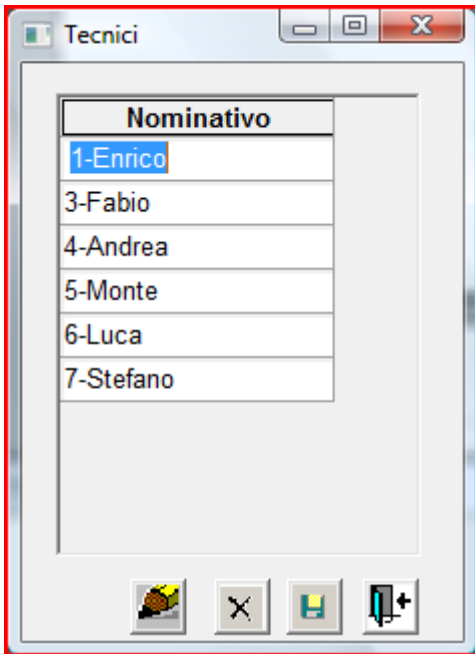 Tecnici
Nominativo
1-Enrico
3-Fabio
4-Andrea
5-Monte
6-Luca
7-Stefano